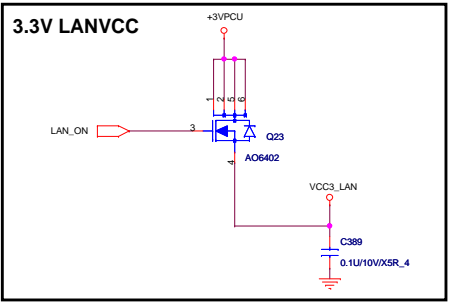 3.3V LANVCC
+3VPCU
1
2
5
6
LAN_ON
3
Q23
AO6402
4
VCC3_LAN
C389
0.1U/10V/X5R_4